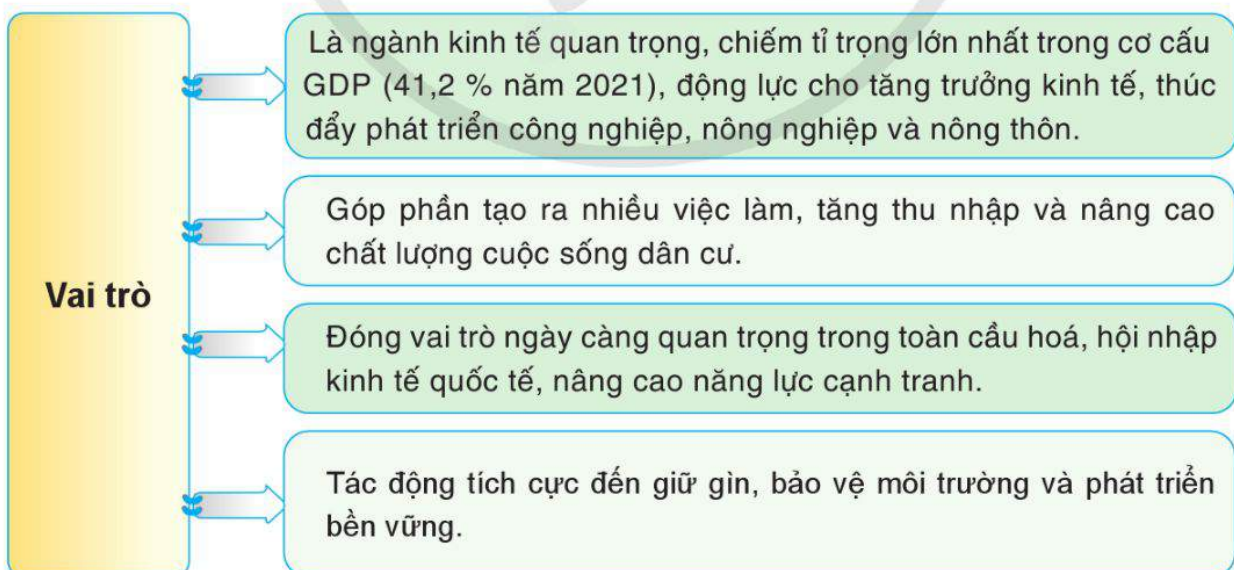 Là ngành kinh tế quan trọng, chiếm tỉ trọng lớn nhất trong cơ cấu
GDP (41,2 % năm 2021), động lực cho tăng trưởng kinh tế, thúc
đẩy phát triển công nghiệp, nông nghiệp và nông thôn.
Góp phần tạo ra nhiều việc làm, tăng thu nhập và nâng cao
chất lượng cuộc sống dân cư.
Vai trò
Đóng vai trò ngày càng quan trọng trong toàn cầu hoá, hội nhập
kinh tế quốc tế, nâng cao năng lực cạnh tranh.
Tác động tích cực đến giữ gìn, bảo vệ môi trường và phát triển
bền vững.